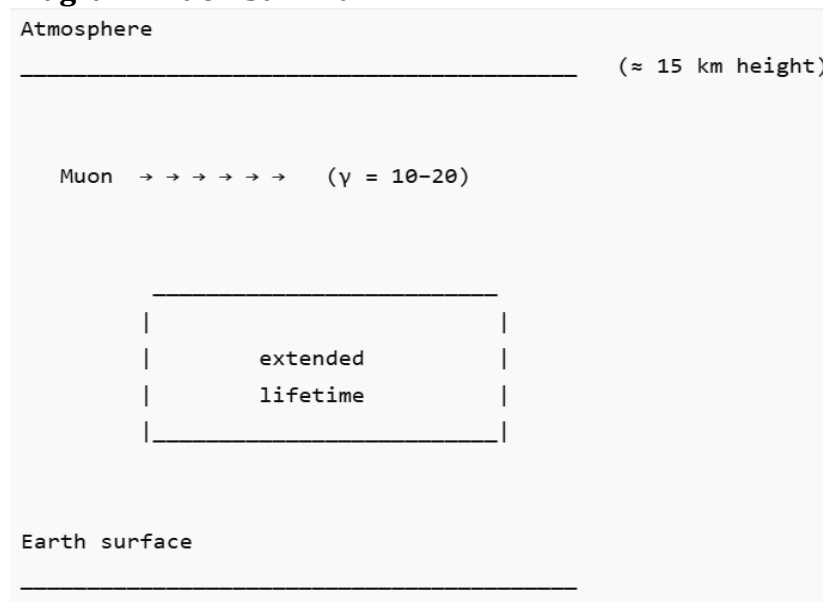 Atmosphere
(≈ 15 km height)
Muon → → → → → → (γ = 10–20)
extended
lifetime
Earth surface